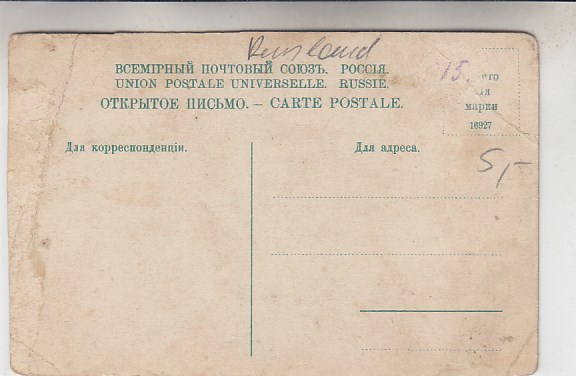 Russland
ВСЕМІРНЫЙ ПОЧТОВЫЙ СОЮЗЪ. РОССІЯ.
UNION POSTALE UNIVERSELLE. RUSSIE.
ОТКРЫТОЕ ПИСЬМО. – CARTE POSTALE.
15.
марки
16927
Для корреспонденціи.
Для адреса.
5,-